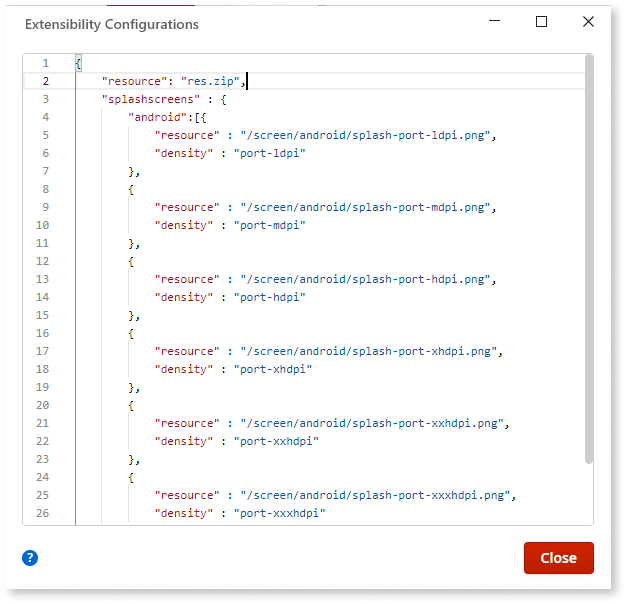 Extensibility Configurations
1 {
2 "resource": "res.zip",
3 "splashscreens" : {
4 "android":[{
5 "resource" : "/screen/android/splash-port-ldpi.png",
6 "density" : "port-ldpi"
7 },
8 {
9 "resource" : "/screen/android/splash-port-mdpi.png",
10 "density" : "port-mdpi"
11 },
12 {
13 "resource" : "/screen/android/splash-port-hdpi.png",
14 "density" : "port-hdpi"
15 },
16 {
17 "resource" : "/screen/android/splash-port-xhdpi.png",
18 "density" : "port-xhdpi"
19 },
20 {
21 "resource" : "/screen/android/splash-port-xxhdpi.png",
22 "density" : "port-xxhdpi"
23 },
24 {
25 "resource" : "/screen/android/splash-port-xxxhdpi.png",
26 "density" : "port-xxxhdpi"
?
Close